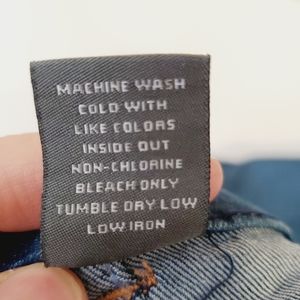 MACHINE WASH
COLD WITH
LIKE COLORS
INSIDE OUT
NON-CHLORINE
BLEACH ONLY
TUMBLE DRY LOW
LOW IRON